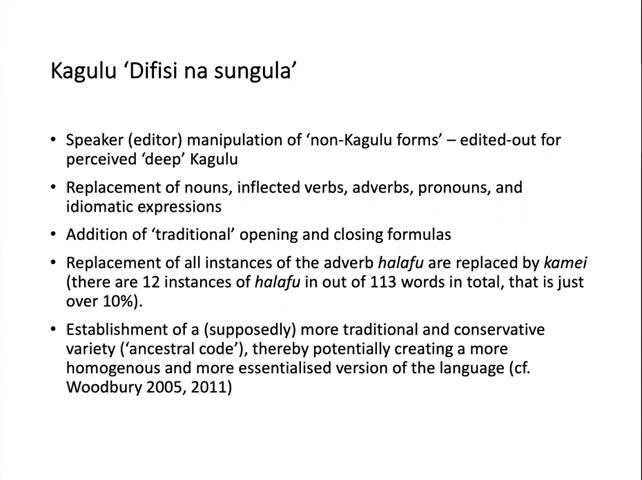 Kagulu ‘Difisi na sungula’
• Speaker (editor) manipulation of ‘non-Kagulu forms’ – edited-out for
perceived ‘deep’ Kagulu
• Replacement of nouns, inflected verbs, adverbs, pronouns, and
idiomatic expressions
• Addition of ‘traditional’ opening and closing formulas
• Replacement of all instances of the adverb halafu are replaced by kamei
(there are 12 instances of halafu in out of 113 words in total, that is just
over 10%).
• Establishment of a (supposedly) more traditional and conservative
variety (‘ancestral code’), thereby potentially creating a more
homogenous and more essentialised version of the language (cf.
Woodbury 2005, 2011)